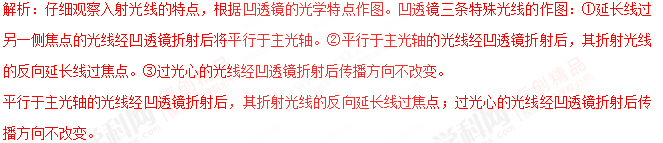 解析：仔细观察入射光线的特点，根据凹透镜的光学特点作图。凹透镜三条特殊光线的作图：①延长线过
另一侧焦点的光线经凹透镜折射后将平行于主光轴。②平行于主光轴的光线经凹透镜折射后，其折射光线
的反向延长线过焦点。③过光心的光线经凹透镜折射后传播方向不改变。
平行于主光轴的光线经凹透镜折射后，其折射光线的反向延长线过焦点；过光心的光线经凹透镜折射后传
播方向不改变。